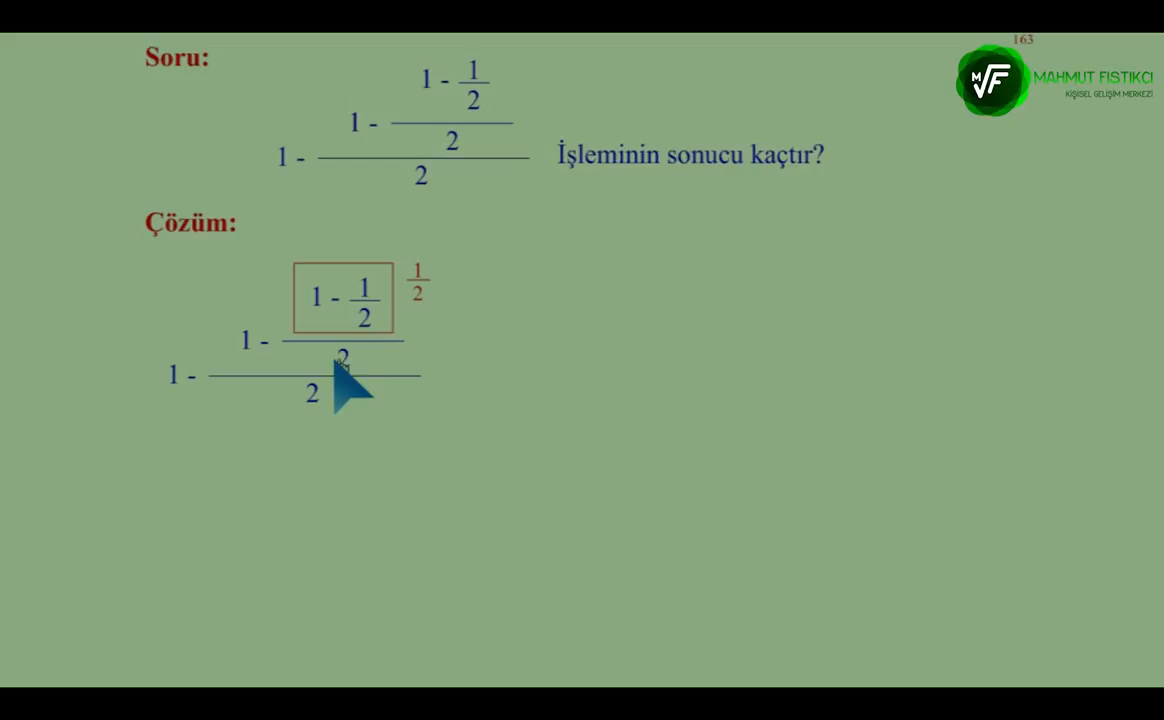 163
MAHMUT FISTIKCI
KİŞİSEL GELİŞİM MERKEZİ
Soru:
1 - 1/2
1 -
2
1 -
2
İşleminin sonucu kaçtır?
Çözüm:
1 - 1/2
1/2
1 -
2
1 -
2